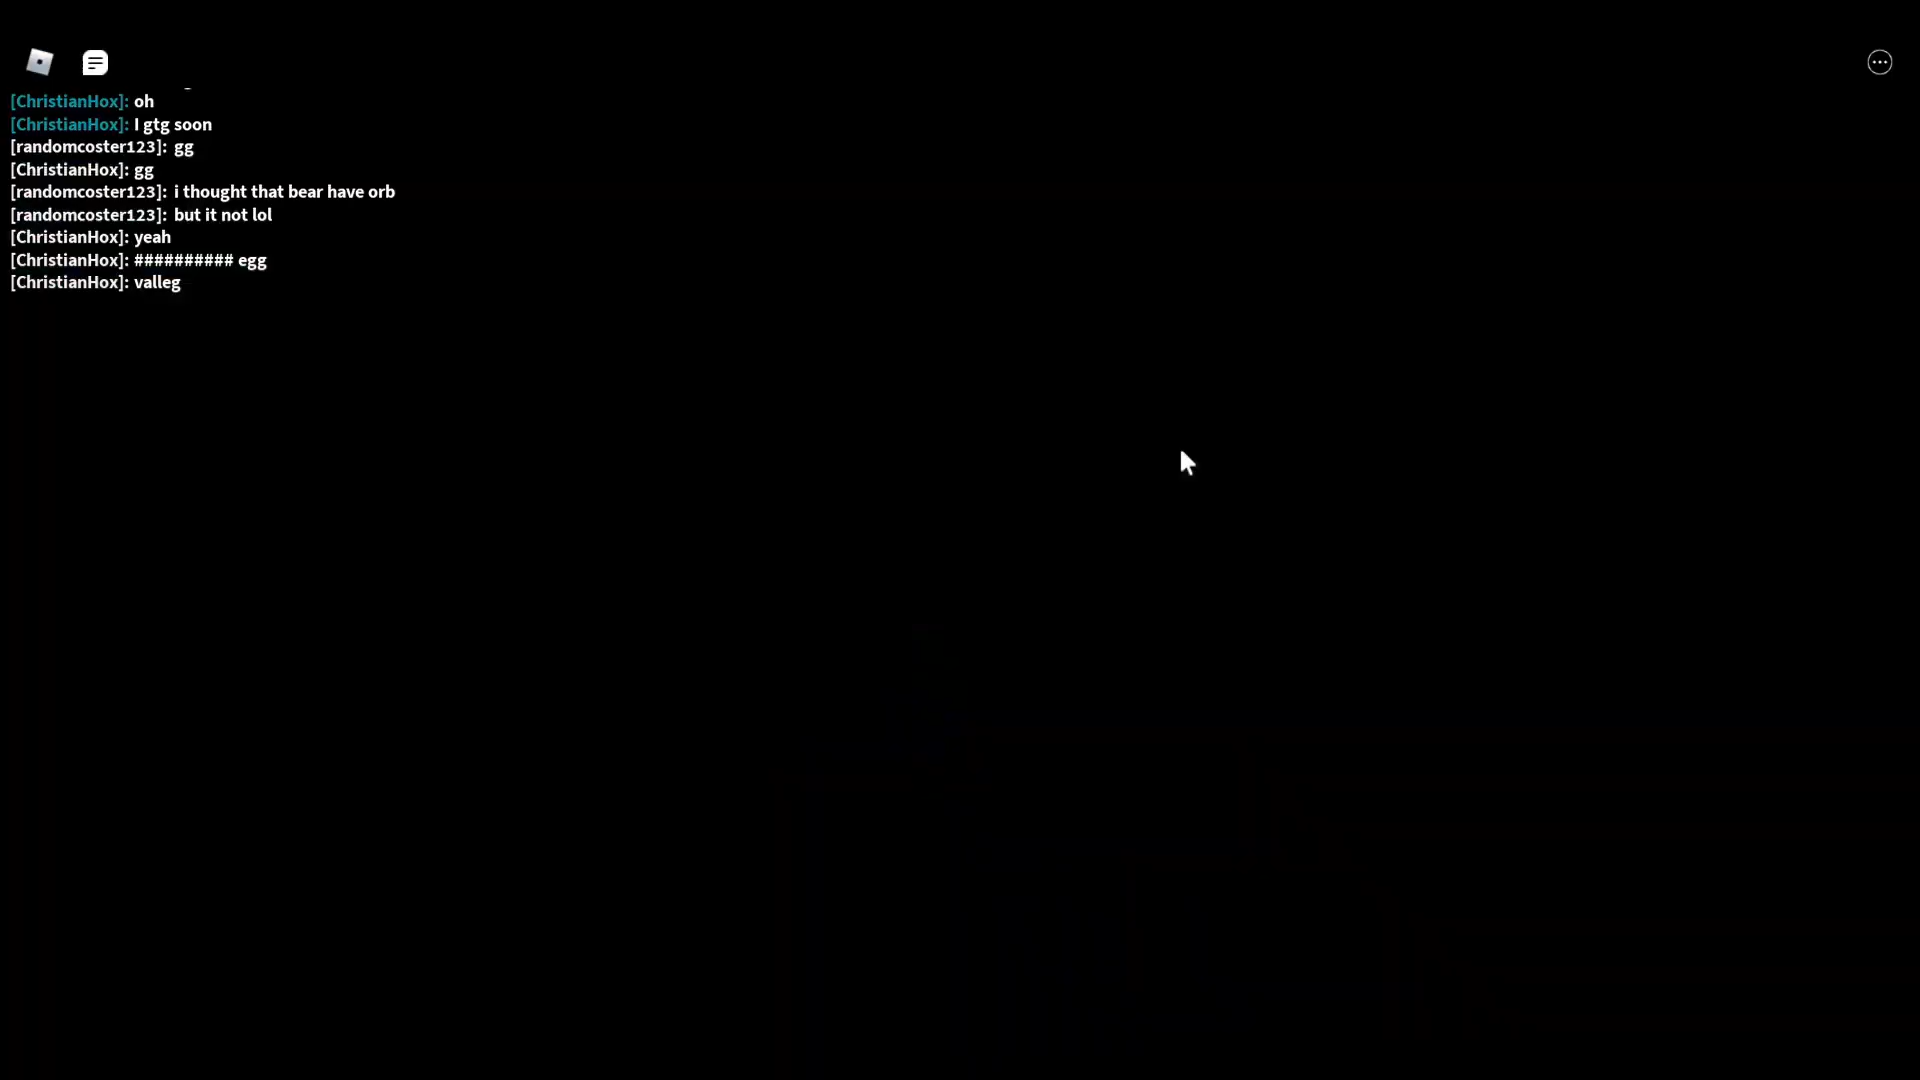 [ChristianHox]: oh
[ChristianHox]: I gtg soon
[randomcoster123]: gg
[ChristianHox]: gg
[randomcoster123]: i thought that bear have orb
[randomcoster123]: but it not lol
[ChristianHox]: yeah
[ChristianHox]: ########## egg
[ChristianHox]: valleg